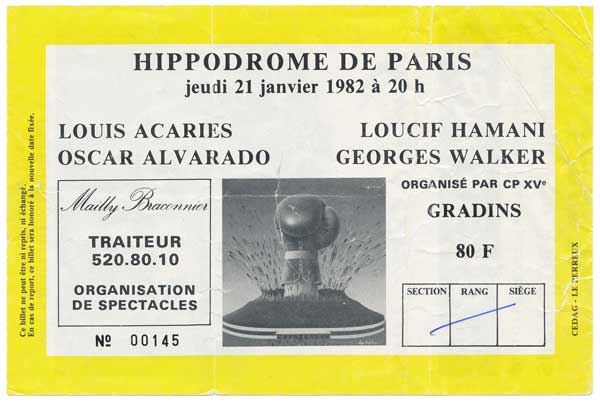 HIPPODROME DE PARIS
jeudi 21 janvier 1982 à 20 h
LOUIS ACARIES
OSCAR ALVARADO
LOUCIF HAMANI
GEORGES WALKER
Mailly Braconnier
TRAITEUR
520.80.10
ORGANISATION
DE SPECTACLES
Nº 00145
ORGANISÉ PAR CP XVe
GRADINS
80 F
SECTION RANG SIÈGE
Ce billet ne peut être ni repris, ni échangé.
En cas de report, ce billet sera honoré à la nouvelle date fixée.
CEDAG - LE PERREUX